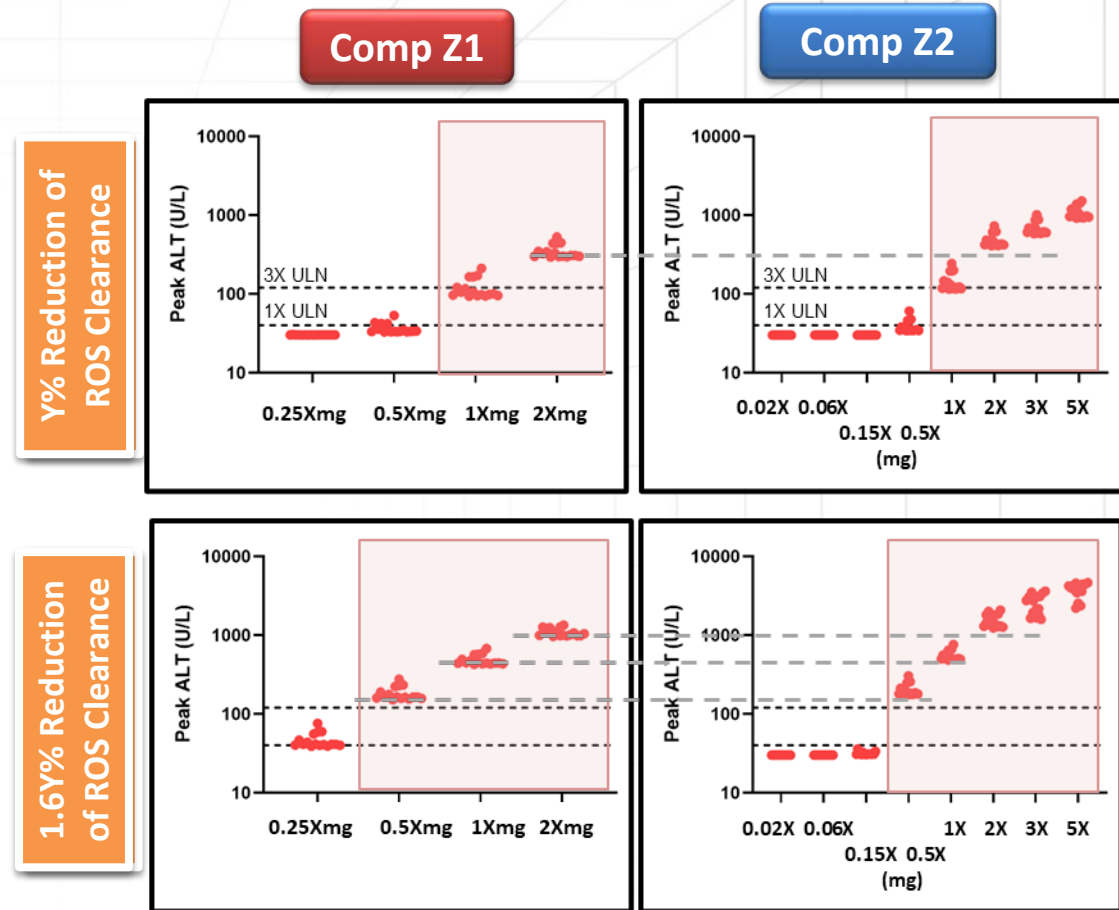 Comp Z1
Comp Z2
Y% Reduction of
ROS Clearance
Peak ALT (U/L)
10000
1000
3X ULN
100
1X ULN
10
0.25Xmg 0.5Xmg 1Xmg 2Xmg
Peak ALT (U/L)
10000
1000
3X ULN
100
1X ULN
10
0.02X 0.06X 1X 2X 3X 5X
0.15X 0.5X
(mg)
1.6Y% Reduction
of ROS Clearance
Peak ALT (U/L)
10000
1000
100
10
0.25Xmg 0.5Xmg 1Xmg 2Xmg
Peak ALT (U/L)
10000
1000
100
10
0.02X 0.06X 1X 2X 3X 5X
0.15X 0.5X
(mg)